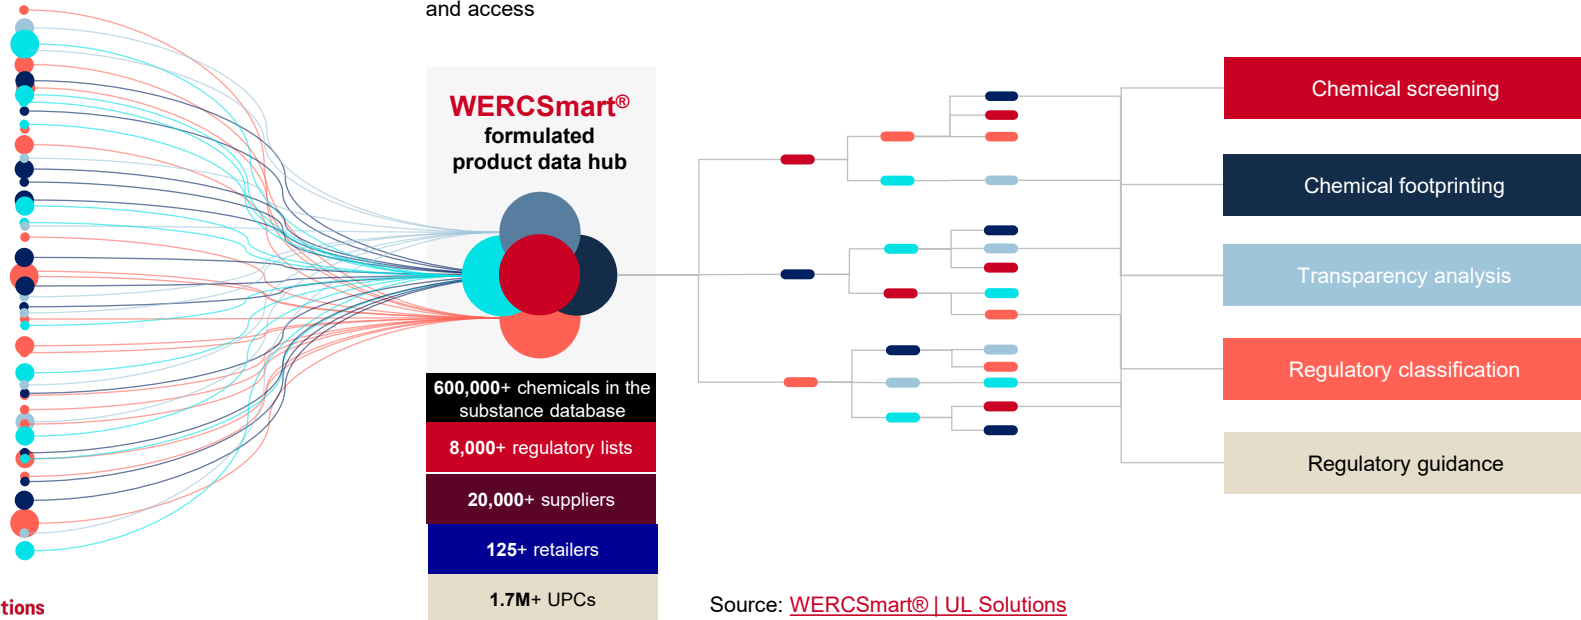 and access
WERCSmart®
formulated
product data hub
600,000+ chemicals in the
substance database
8,000+ regulatory lists
20,000+ suppliers
125+ retailers
1.7M+ UPCs
Chemical screening
Chemical footprinting
Transparency analysis
Regulatory classification
Regulatory guidance
tions
Source: WERCSmart® | UL Solutions